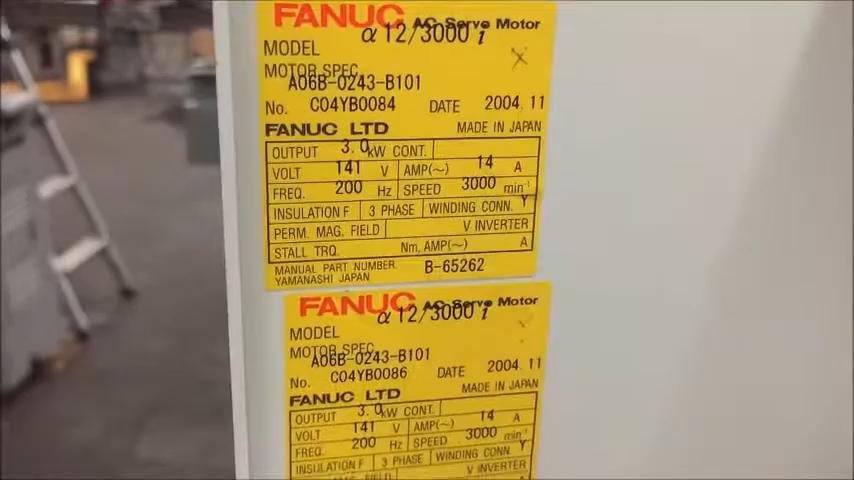 FANUC AC Servo Motor
MODEL α12/3000 i
MOTOR SPEC.
A06B-0243-B101
No. C04YB0084 DATE 2004.11
FANUC LTD MADE IN JAPAN
OUTPUT 3.0 kW CONT.
VOLT 141 V AMP(~) 14 A
FREQ. 200 Hz SPEED 3000 min-1
INSULATION F 3 PHASE WINDING CONN. Y
PERM. MAG. FIELD V INVERTER
STALL TRQ. Nm, AMP(~) A
MANUAL PART NUMBER B-65262
YAMANASHI JAPAN
FANUC AC Servo Motor
MODEL α12/3000 i
MOTOR SPEC.
A06B-0243-B101
No. C04YB0086 DATE 2004.11
FANUC LTD MADE IN JAPAN
OUTPUT 3.0 kW CONT.
VOLT 141 V AMP(~) 14 A
FREQ. 200 Hz SPEED 3000 min-1
INSULATION F 3 PHASE WINDING CONN. Y
V INVERTER